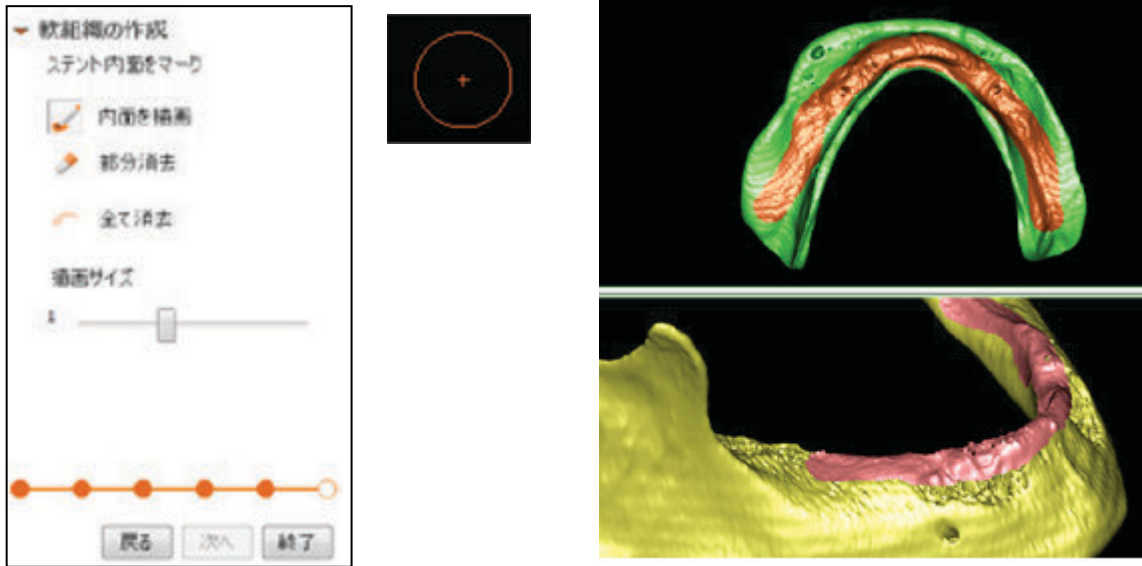 軟組織の作成
ステント内面をマーク
内面を描画
部分消去
全て消去
描画サイズ
1
戻る 次へ 終了